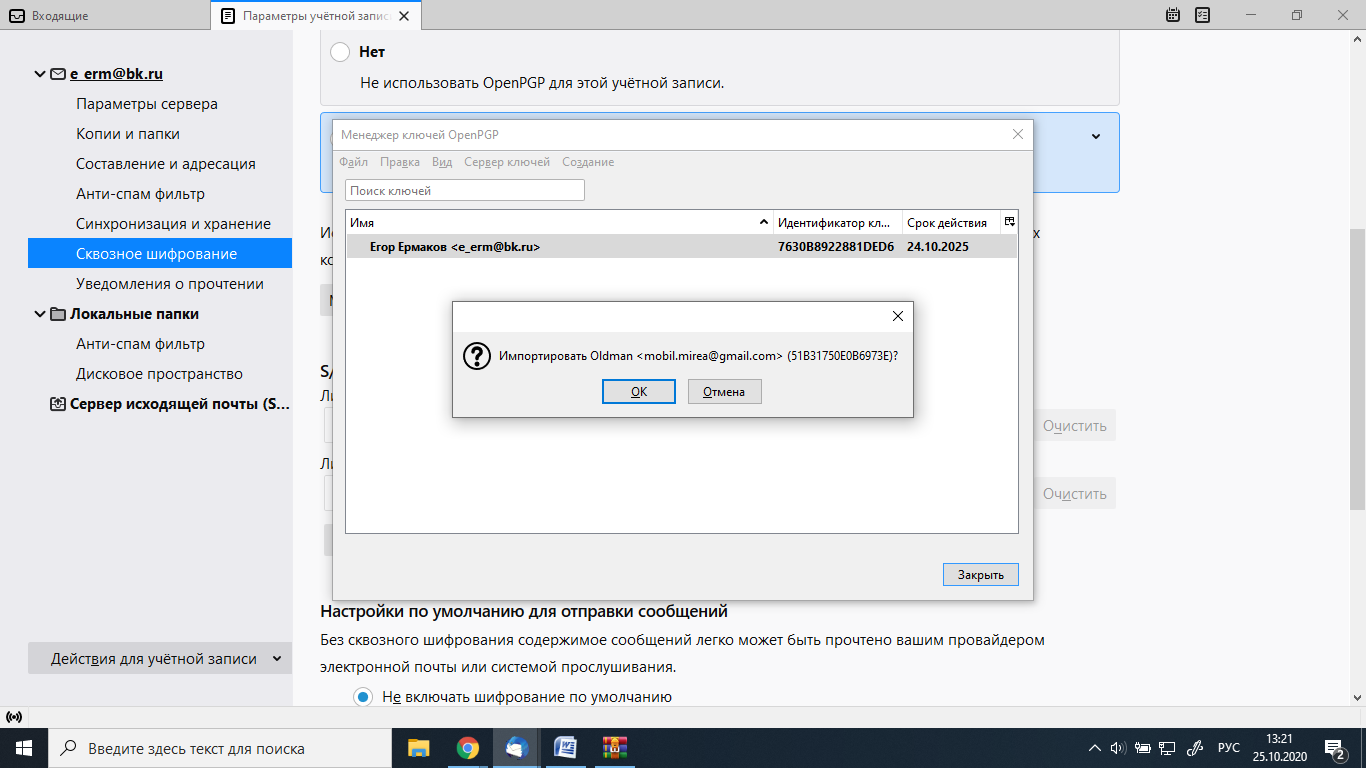 Входящие
Параметры учётной запис
e_erm@bk.ru
Параметры сервера
Копии и папки
Составление и адресация
Анти-спам фильтр
Синхронизация и хранение
Сквозное шифрование
Уведомления о прочтении
Локальные папки
Анти-спам фильтр
Дисковое пространство
Сервер исходящей почты (S...
Действия для учётной записи
Нет
Не использовать OpenPGP для этой учётной записи.
Менеджер ключей OpenPGP
Файл Правка Вид Сервер ключей Создание
Поиск ключей
Имя Идентификатор кл... Срок действия
Егор Ермаков <e_erm@bk.ru> 7630B8922881DED6 24.10.2025
Импортировать Oldman <mobil.mirea@gmail.com> (51B31750E0B6973E)?
OK Отмена
Очистить
Очистить
Закрыть
Настройки по умолчанию для отправки сообщений
Без сквозного шифрования содержимое сообщений легко может быть прочтено вашим провайдером
электронной почты или системой прослушивания.
Не включать шифрование по умолчанию
Введите здесь текст для поиска
РУС
13:21
25.10.2020
2